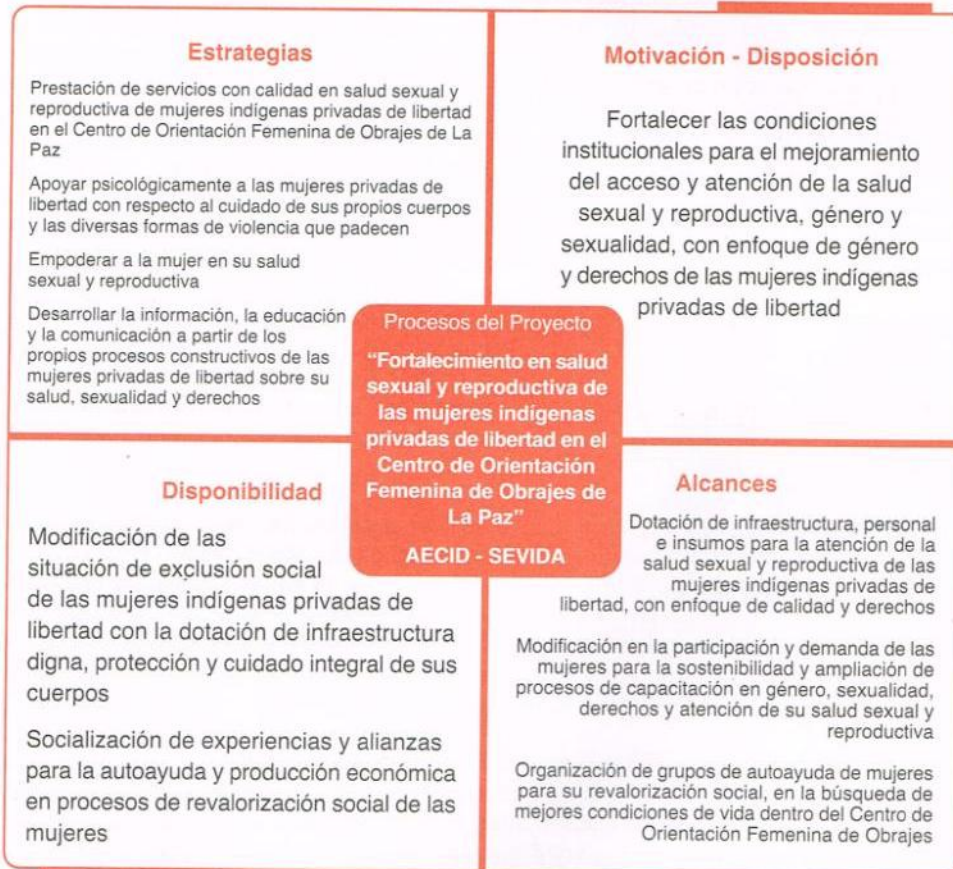 Estrategias
Prestación de servicios con calidad en salud sexual y
reproductiva de mujeres indígenas privadas de libertad
en el Centro de Orientación Femenina de Obrajes de La
Paz
Apoyar psicológicamente a las mujeres privadas de
libertad con respecto al cuidado de sus propios cuerpos
y las diversas formas de violencia que padecen
Empoderar a la mujer en su salud
sexual y reproductiva
Desarrollar la información, la educación
y la comunicación a partir de los
propios procesos constructivos de las
mujeres privadas de libertad sobre su
salud, sexualidad y derechos
Motivación - Disposición
Fortalecer las condiciones
institucionales para el mejoramiento
del acceso y atención de la salud
sexual y reproductiva, género y
sexualidad, con enfoque de género
y derechos de las mujeres indígenas
privadas de libertad
Procesos del Proyecto
“Fortalecimiento en salud
sexual y reproductiva de
las mujeres indígenas
privadas de libertad en el
Centro de Orientación
Femenina de Obrajes de
La Paz”
AECID - SEVIDA
Disponibilidad
Modificación de las
situación de exclusión social
de las mujeres indígenas privadas de
libertad con la dotación de infraestructura
digna, protección y cuidado integral de sus
cuerpos
Socialización de experiencias y alianzas
para la autoayuda y producción económica
en procesos de revalorización social de las
mujeres
Alcances
Dotación de infraestructura, personal
e insumos para la atención de la
salud sexual y reproductiva de las
mujeres indígenas privadas de
libertad, con enfoque de calidad y derechos
Modificación en la participación y demanda de las
mujeres para la sostenibilidad y ampliación de
procesos de capacitación en género, sexualidad,
derechos y atención de su salud sexual y
reproductiva
Organización de grupos de autoayuda de mujeres
para su revalorización social, en la búsqueda de
mejores condiciones de vida dentro del Centro de
Orientación Femenina de Obrajes